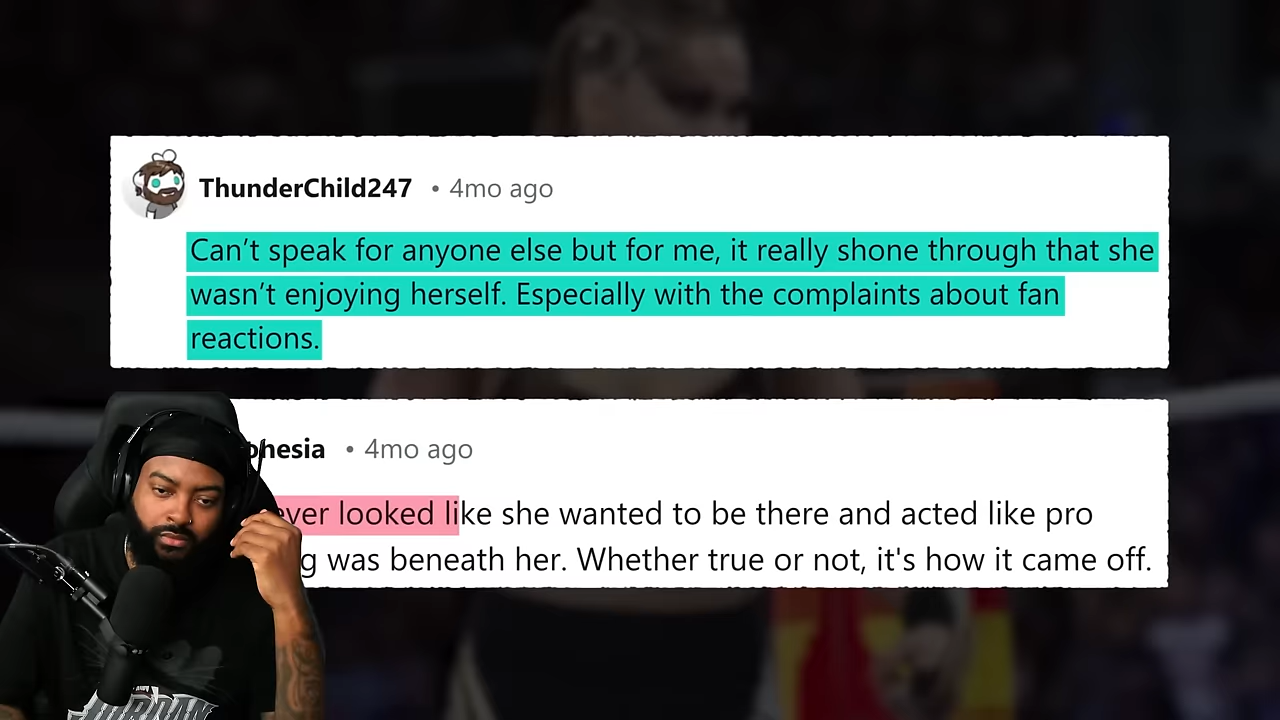 ThunderChild247 • 4mo ago
Can’t speak for anyone else but for me, it really shone through that she
wasn’t enjoying herself. Especially with the complaints about fan
reactions.
• 4mo ago
looked like she wanted to be there and acted like pro
was beneath her. Whether true or not, it's how it came off.
JORDAN